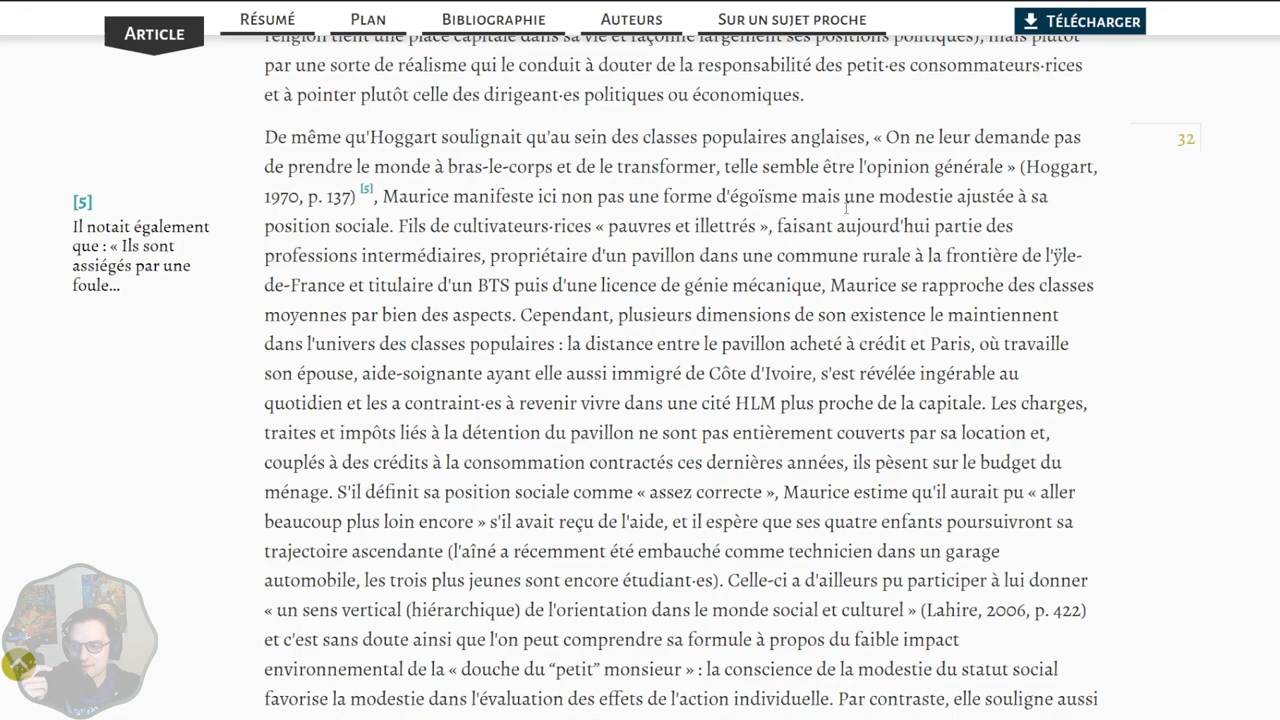 ARTICLE
RÉSUMÉ
PLAN
BIBLIOGRAPHIE
AUTEURS
SUR UN SUJET PROCHE
TÉLÉCHARGER
religion tient une place capitale dans sa vie et façonne largement ses positions politiques), mais plutôt
par une sorte de réalisme qui le conduit à douter de la responsabilité des petit·es consommateurs·rices
et à pointer plutôt celle des dirigeant·es politiques ou économiques.
32
De même qu'Hoggart soulignait qu'au sein des classes populaires anglaises, « On ne leur demande pas
de prendre le monde à bras-le-corps et de le transformer, telle semble être l'opinion générale » (Hoggart,
1970, p. 137) [5], Maurice manifeste ici non pas une forme d'égoïsme mais une modestie ajustée à sa
position sociale. Fils de cultivateurs·rices « pauvres et illettrés », faisant aujourd'hui partie des
professions intermédiaires, propriétaire d'un pavillon dans une commune rurale à la frontière de l'ÿle-
de-France et titulaire d'un BTS puis d'une licence de génie mécanique, Maurice se rapproche des classes
moyennes par bien des aspects. Cependant, plusieurs dimensions de son existence le maintiennent
dans l'univers des classes populaires : la distance entre le pavillon acheté à crédit et Paris, où travaille
son épouse, aide-soignante ayant elle aussi immigré de Côte d'Ivoire, s'est révélée ingérable au
quotidien et les a contraint·es à revenir vivre dans une cité HLM plus proche de la capitale. Les charges,
traites et impôts liés à la détention du pavillon ne sont pas entièrement couverts par sa location et,
couplés à des crédits à la consommation contractés ces dernières années, ils pèsent sur le budget du
ménage. S'il définit sa position sociale comme « assez correcte », Maurice estime qu'il aurait pu « aller
beaucoup plus loin encore » s'il avait reçu de l'aide, et il espère que ses quatre enfants poursuivront sa
trajectoire ascendante (l'aîné a récemment été embauché comme technicien dans un garage
automobile, les trois plus jeunes sont encore étudiant·es). Celle-ci a d'ailleurs pu participer à lui donner
« un sens vertical (hiérarchique) de l'orientation dans le monde social et culturel » (Lahire, 2006, p. 422)
et c'est sans doute ainsi que l'on peut comprendre sa formule à propos du faible impact
environnemental de la « douche du “petit” monsieur » : la conscience de la modestie du statut social
favorise la modestie dans l'évaluation des effets de l'action individuelle. Par contraste, elle souligne aussi
[5]
Il notait également
que : « Ils sont
assiégés par une
foule…